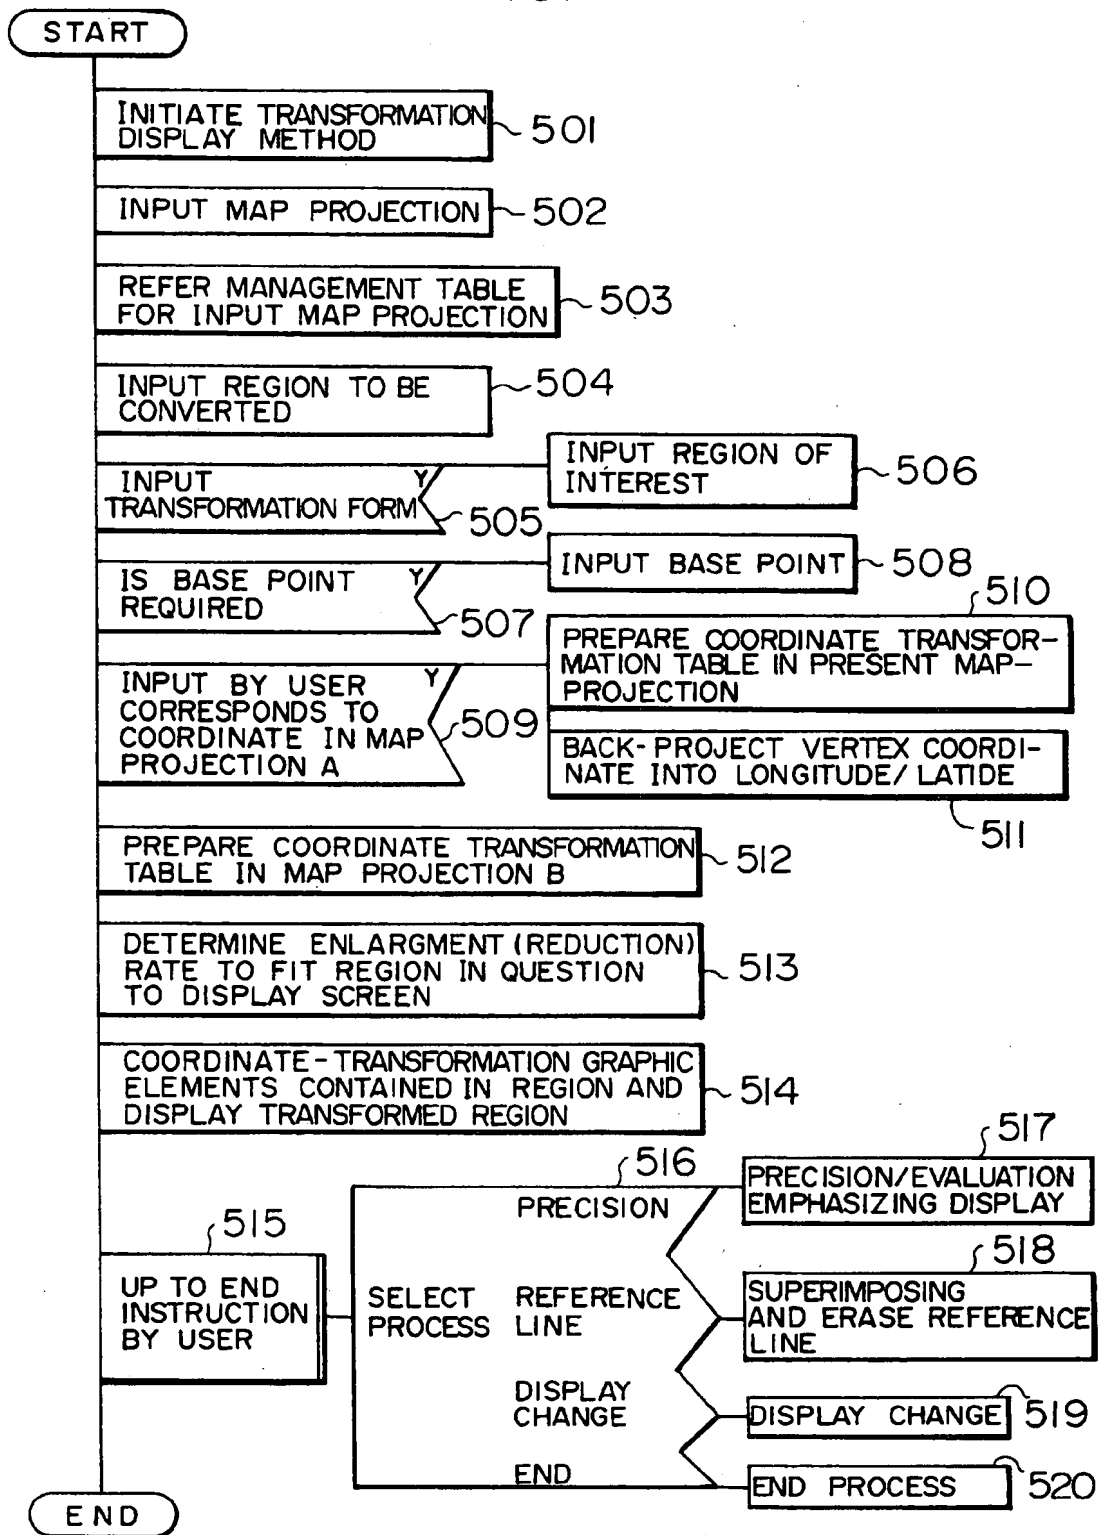 START
INITIATE TRANSFORMATION
DISPLAY METHOD
501
INPUT MAP PROJECTION
502
REFER MANAGEMENT TABLE
FOR INPUT MAP PROJECTION
503
INPUT REGION TO BE
CONVERTED
504
INPUT
TRANSFORMATION FORM
Y
505
INPUT REGION OF
INTEREST
506
IS BASE POINT
REQUIRED
Y
507
INPUT BASE POINT
508
INPUT BY USER
CORRESPONDS TO
COORDINATE IN MAP
PROJECTION A
Y
509
510
PREPARE COORDINATE TRANSFOR-
MATION TABLE IN PRESENT MAP-
PROJECTION
BACK-PROJECT VERTEX COORDI-
NATE INTO LONGITUDE/LATIDE
511
PREPARE COORDINATE TRANSFORMATION
TABLE IN MAP PROJECTION B
512
DETERMINE ENLARGMENT (REDUCTION)
RATE TO FIT REGION IN QUESTION
TO DISPLAY SCREEN
513
COORDINATE-TRANSFORMATION GRAPHIC
ELEMENTS CONTAINED IN REGION AND
DISPLAY TRANSFORMED REGION
514
515
UP TO END
INSTRUCTION
BY USER
516
SELECT
PROCESS
PRECISION
REFERENCE
LINE
DISPLAY
CHANGE
END
517
PRECISION/EVALUATION
EMPHASIZING DISPLAY
518
SUPERIMPOSING
AND ERASE REFERENCE
LINE
DISPLAY CHANGE
519
END PROCESS
520
END